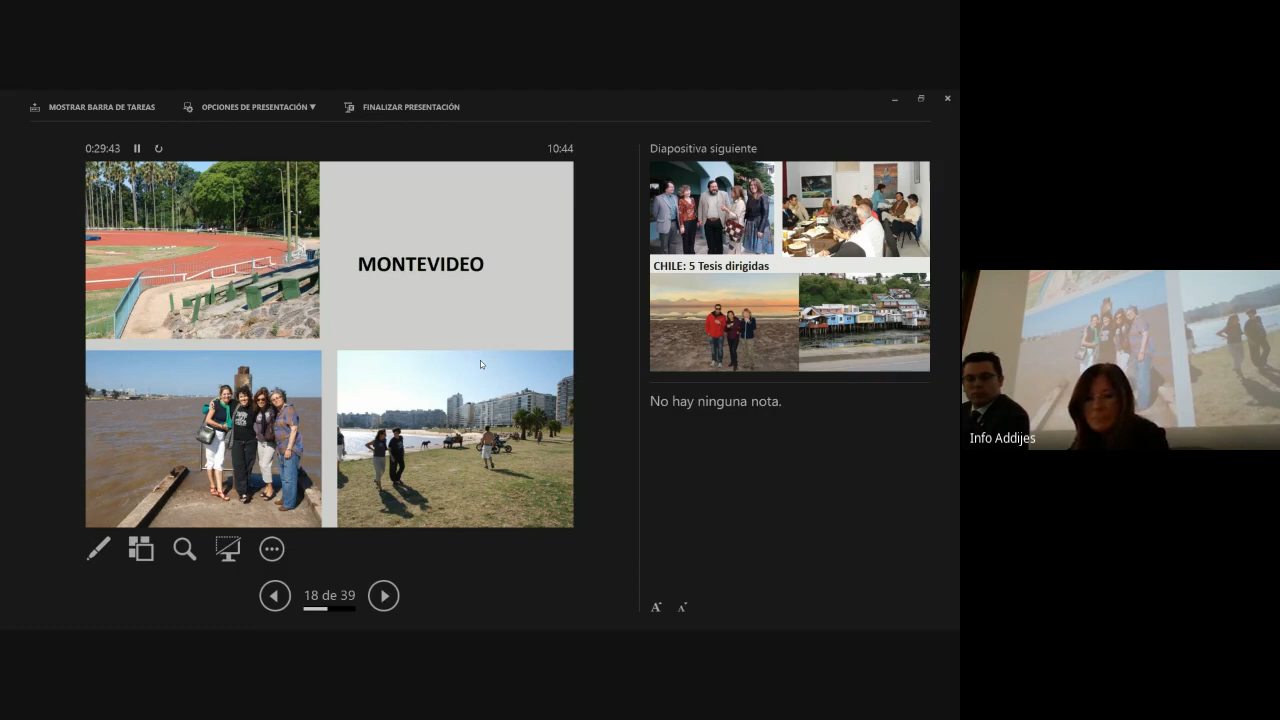 MOSTRAR BARRA DE TAREAS
OPCIONES DE PRESENTACIÓN ▼
FINALIZAR PRESENTACIÓN
0:29:43
10:44
MONTEVIDEO
18 de 39
Diapositiva siguiente
CHILE: 5 Tesis dirigidas
No hay ninguna nota.
A A
Info Addijes